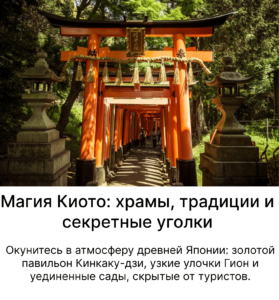 Магия Киото: храмы, традиции и
секретные уголки
Окунитесь в атмосферу древней Японии: золотой
павильон Кинкаку-дзи, узкие улочки Гион и
уединенные сады, скрытые от туристов.